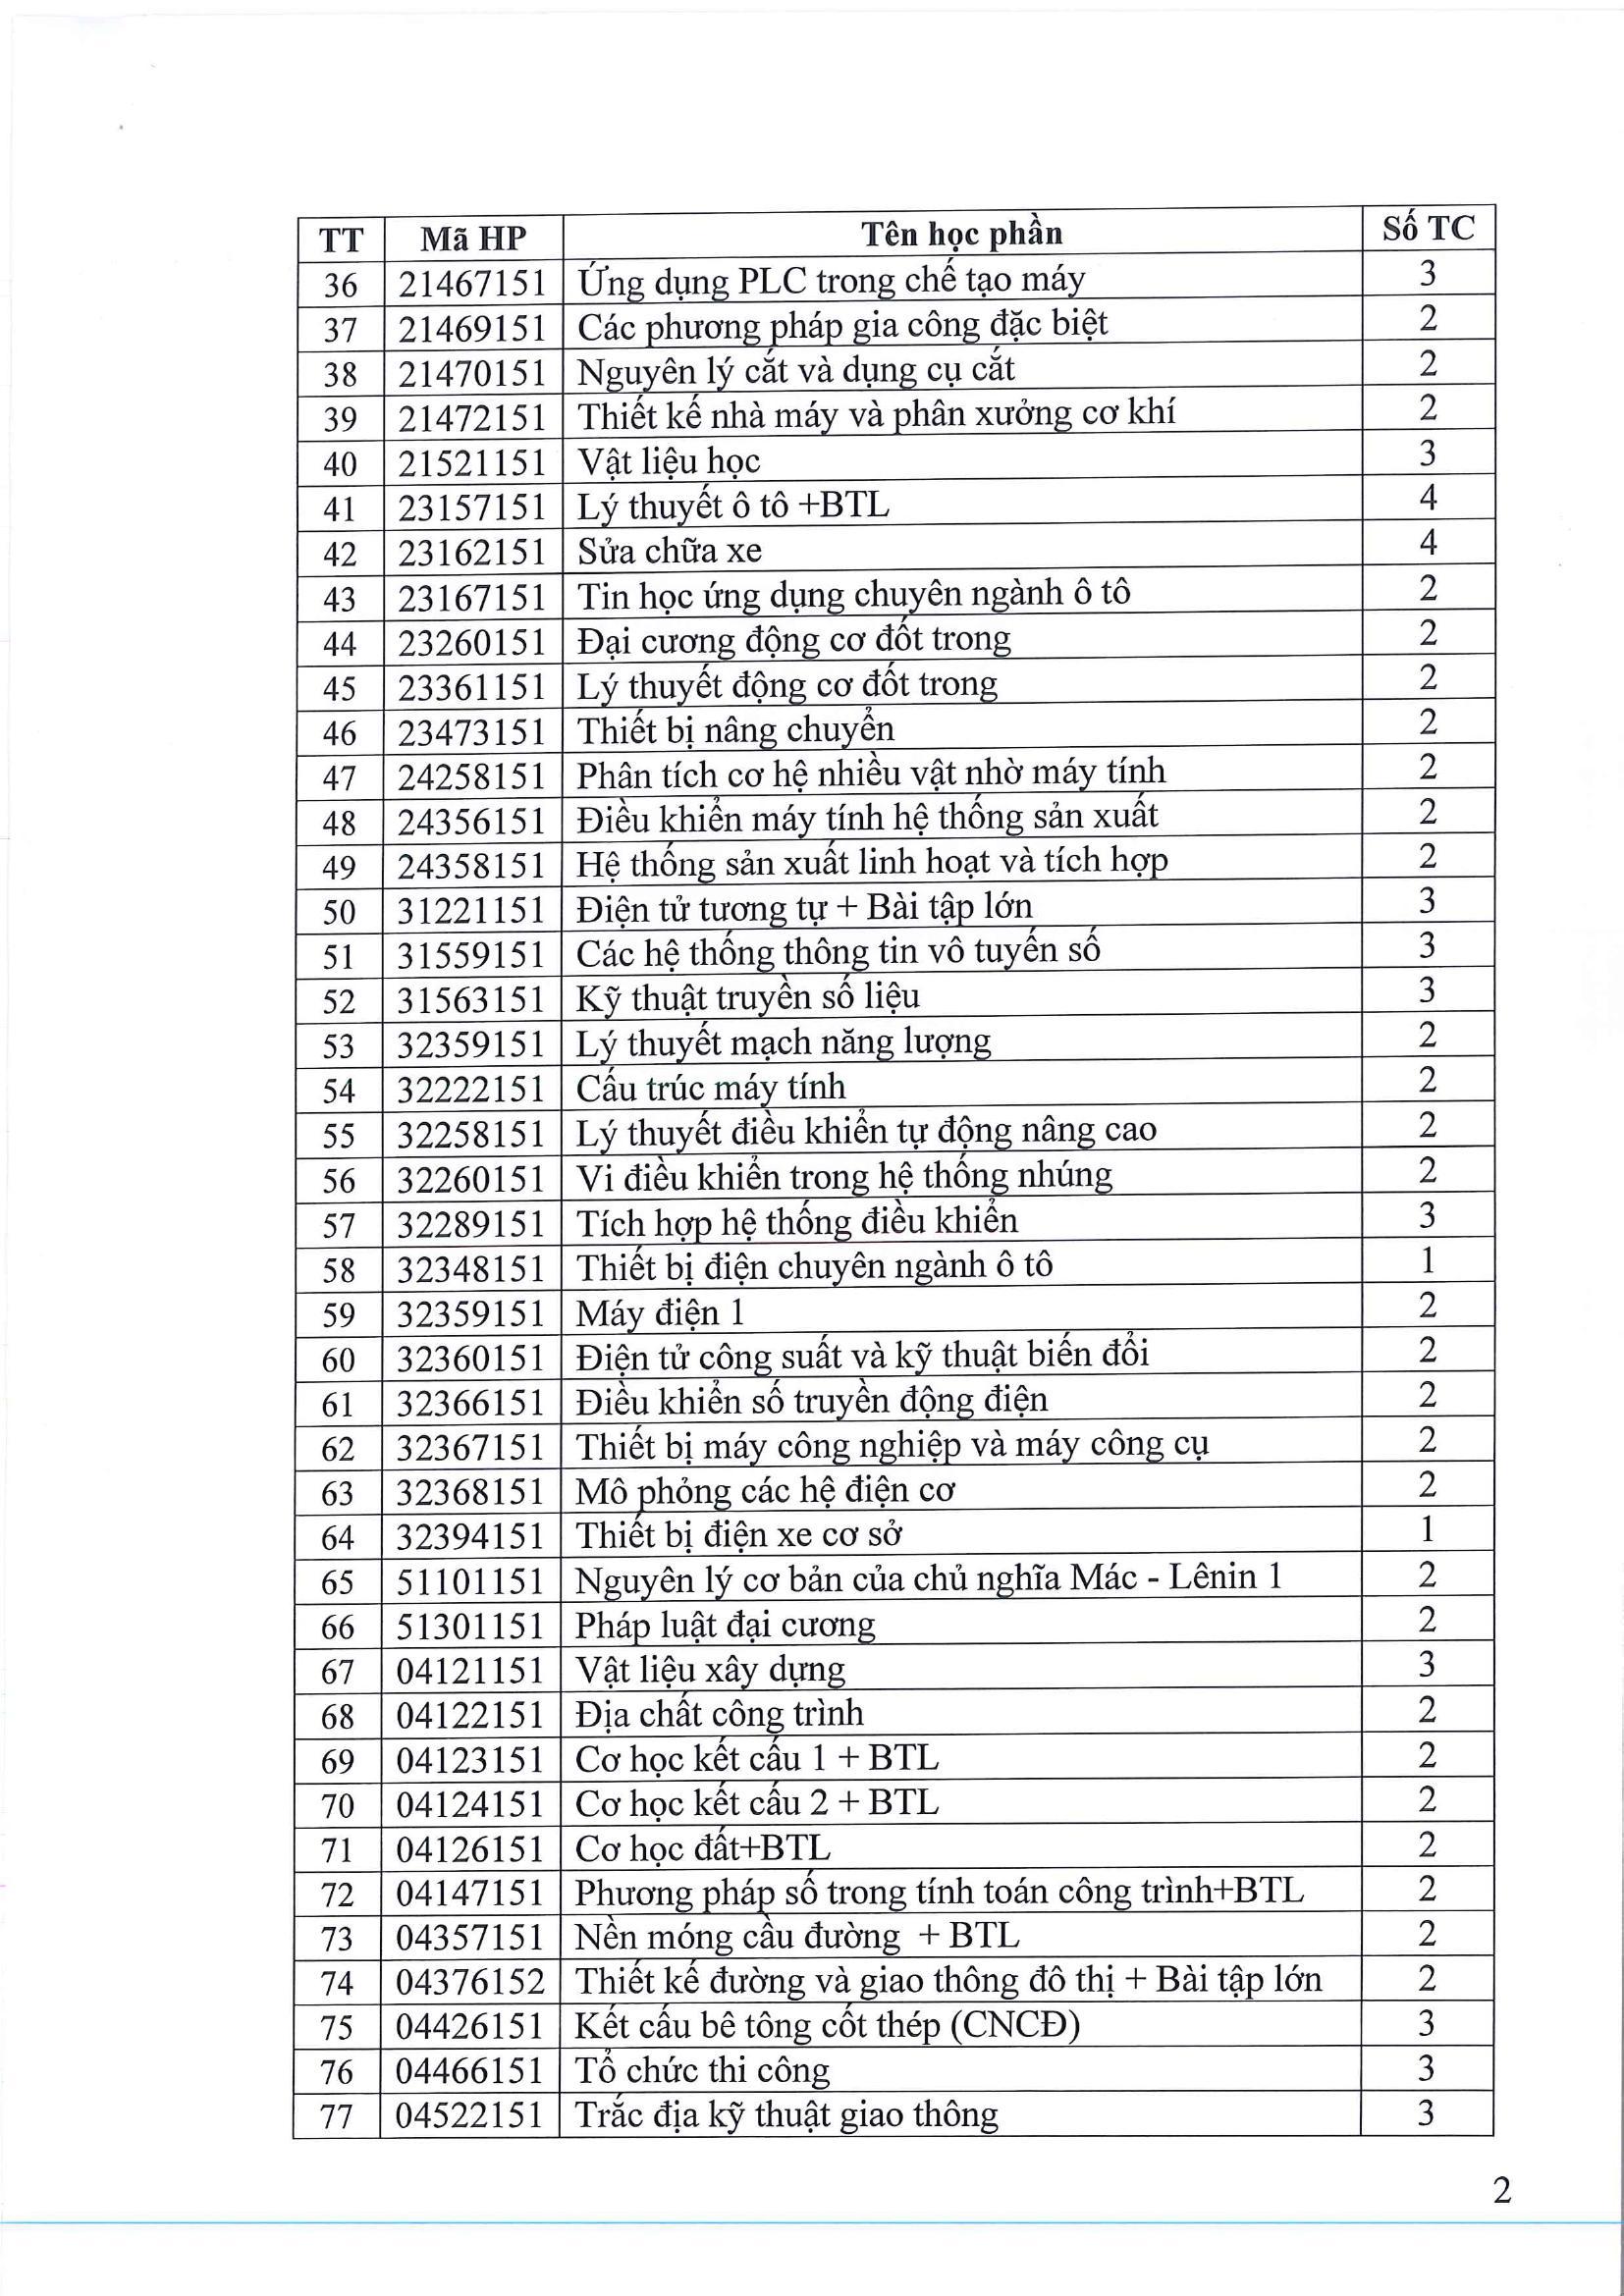 TT Mã HP Tên học phần Số TC
36 21467151 Ứng dụng PLC trong chế tạo máy 3
37 21469151 Các phương pháp gia công đặc biệt 2
38 21470151 Nguyên lý cắt và dụng cụ cắt 2
39 21472151 Thiết kế nhà máy và phân xưởng cơ khí 2
40 21521151 Vật liệu học 3
41 23157151 Lý thuyết ô tô +BTL 4
42 23162151 Sửa chữa xe 4
43 23167151 Tin học ứng dụng chuyên ngành ô tô 2
44 23260151 Đại cương động cơ đốt trong 2
45 23361151 Lý thuyết động cơ đốt trong 2
46 23473151 Thiết bị nâng chuyển 2
47 24258151 Phân tích cơ hệ nhiều vật nhờ máy tính 2
48 24356151 Điều khiển máy tính hệ thống sản xuất 2
49 24358151 Hệ thống sản xuất linh hoạt và tích hợp 2
50 31221151 Điện tử tương tự + Bài tập lớn 3
51 31559151 Các hệ thống thông tin vô tuyến số 3
52 31563151 Kỹ thuật truyền số liệu 3
53 32359151 Lý thuyết mạch năng lượng 2
54 32222151 Cấu trúc máy tính 2
55 32258151 Lý thuyết điều khiển tự động nâng cao 2
56 32260151 Vi điều khiển trong hệ thống nhúng 2
57 32289151 Tích hợp hệ thống điều khiển 3
58 32348151 Thiết bị điện chuyên ngành ô tô 1
59 32359151 Máy điện 1 2
60 32360151 Điện tử công suất và kỹ thuật biến đổi 2
61 32366151 Điều khiển số truyền động điện 2
62 32367151 Thiết bị máy công nghiệp và máy công cụ 2
63 32368151 Mô phỏng các hệ điện cơ 2
64 32394151 Thiết bị điện xe cơ sở 1
65 51101151 Nguyên lý cơ bản của chủ nghĩa Mác - Lênin 1 2
66 51301151 Pháp luật đại cương 2
67 04121151 Vật liệu xây dựng 3
68 04122151 Địa chất công trình 2
69 04123151 Cơ học kết cấu 1 + BTL 2
70 04124151 Cơ học kết cấu 2 + BTL 2
71 04126151 Cơ học đất+BTL 2
72 04147151 Phương pháp số trong tính toán công trình+BTL 2
73 04357151 Nền móng cầu đường + BTL 2
74 04376152 Thiết kế đường và giao thông đô thị + Bài tập lớn 2
75 04426151 Kết cấu bê tông cốt thép (CNCĐ) 3
76 04466151 Tổ chức thi công 3
77 04522151 Trắc địa kỹ thuật giao thông 3
2